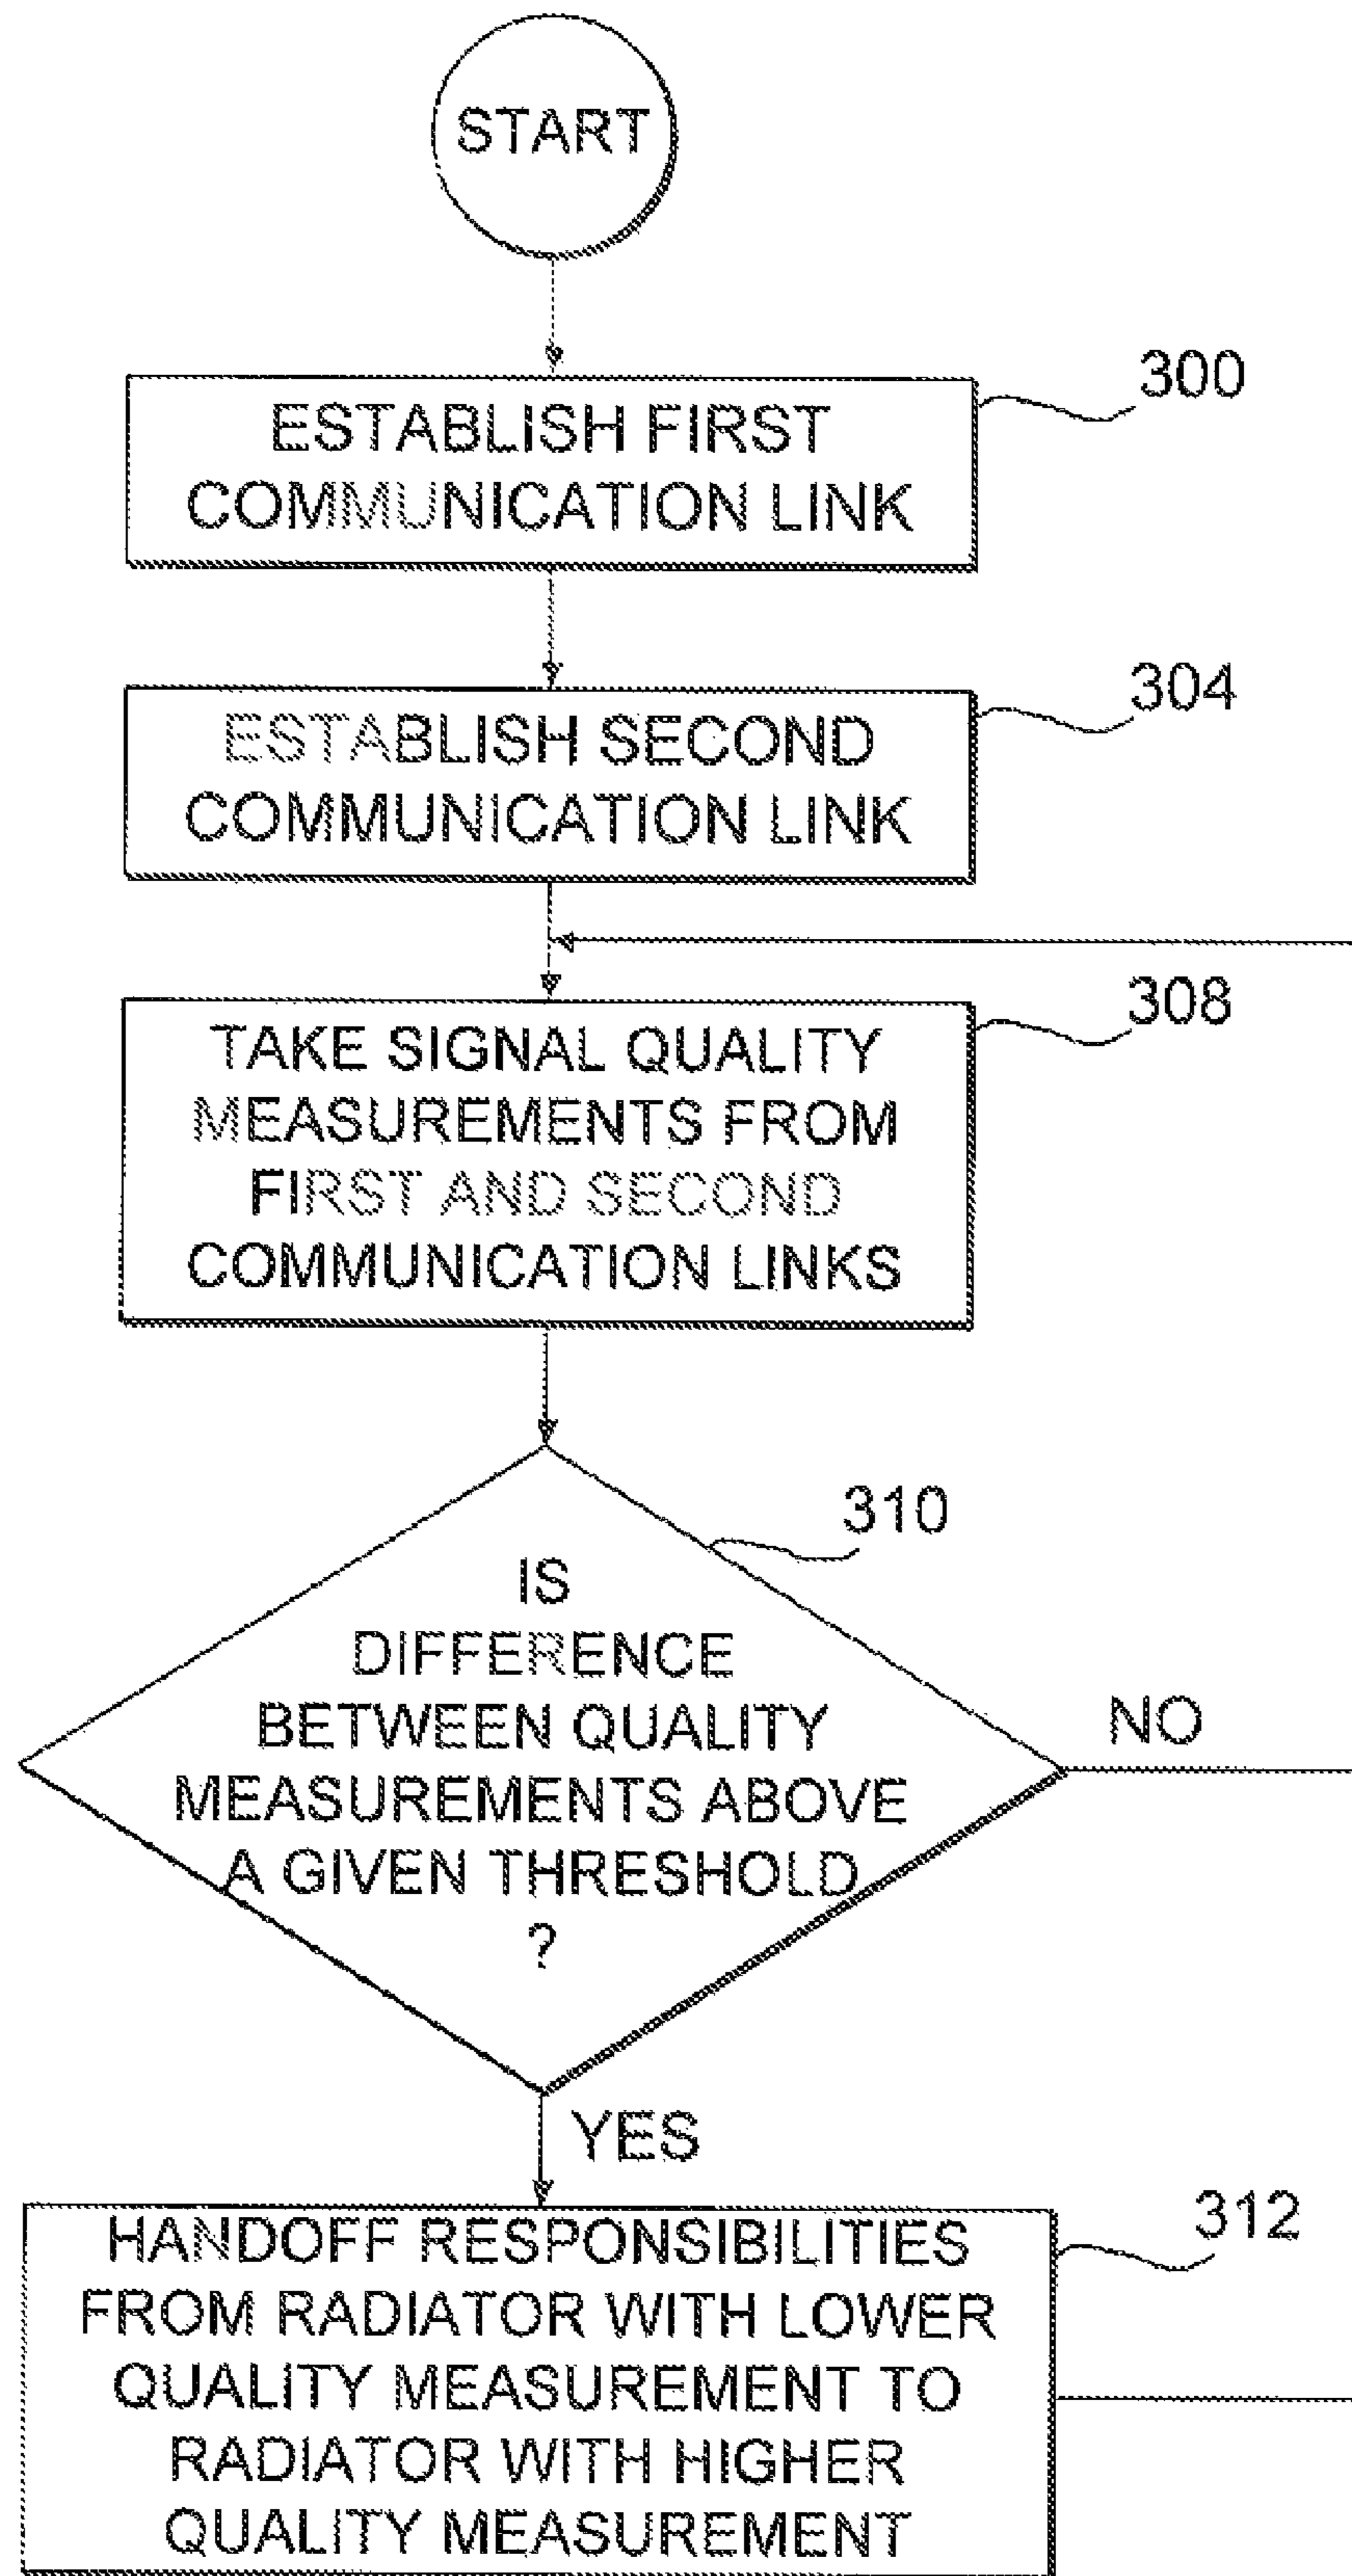 START
300
ESTABLISH FIRST
COMMUNICATION LINK
304
ESTABLISH SECOND
COMMUNICATION LINK
308
TAKE SIGNAL QUALITY
MEASUREMENTS FROM
FIRST AND SECOND
COMMUNICATION LINKS
310
IS
DIFFERENCE
BETWEEN QUALITY
MEASUREMENTS ABOVE
A GIVEN THRESHOLD
?
NO
YES
312
HANDOFF RESPONSIBILITIES
FROM RADIATOR WITH LOWER
QUALITY MEASUREMENT TO
RADIATOR WITH HIGHER
QUALITY MEASUREMENT